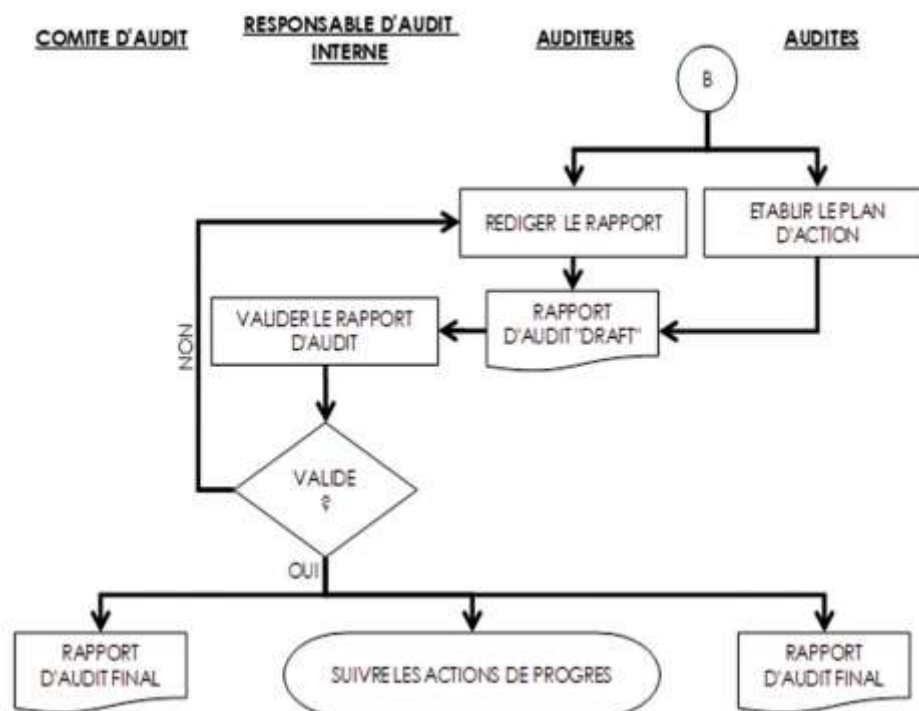 COMITE D'AUDIT
RESPONSABLE D'AUDIT
INTERNE
AUDITEURS
AUDITES
B
REDIGER LE RAPPORT
ETABLIR LE PLAN
D'ACTION
VALIDER LE RAPPORT
D'AUDIT
RAPPORT
D'AUDIT "DRAFT"
NON
VALIDE
?
OUI
RAPPORT
D'AUDIT FINAL
SUIVRE LES ACTIONS DE PROGRES
RAPPORT
D'AUDIT FINAL